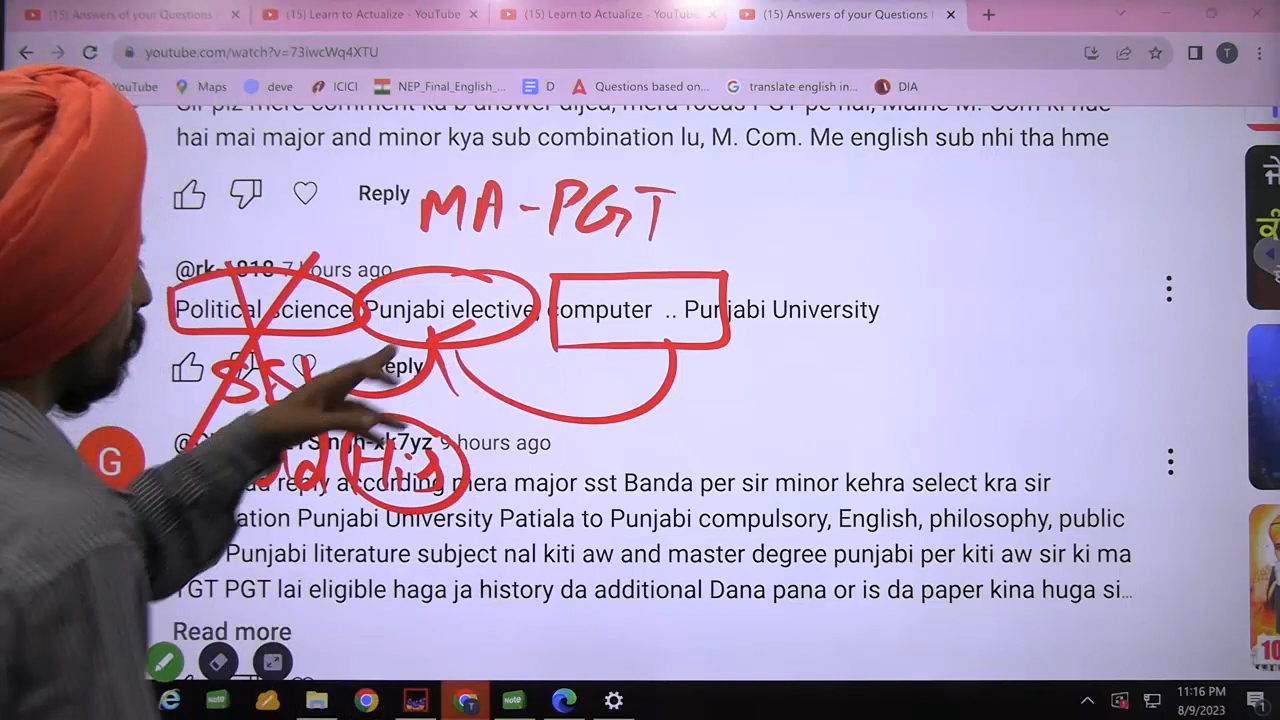 (15) Answers of your Questions (15) Learn to Actualize - YouTube (15) Learn to Actualize - YouTube (15) Answers of your Questions
youtube.com/watch?v=73iwcWq4XTU T
YouTube Maps deve ICICI NEP_Final_English_... D Questions based on... translate english in... DIA
hai mai major and minor kya sub combination lu, M. Com. Me english sub nhi tha hme
Reply
MA - PGT
7 hours ago
Political science, Punjabi elective, computer .. Punjabi University
G
9 hours ago
His
reply according mera major sst Banda per sir minor kehra select kra sir
Punjabi University Patiala to Punjabi compulsory, English, philosophy, public
Punjabi literature subject nal kiti aw and master degree punjabi per kiti aw sir ki ma
TGT PGT lai eligible haga ja history da additional Dana pana or is da paper kina huga si...
Read more
Note Note
11:16 PM
8/9/2023